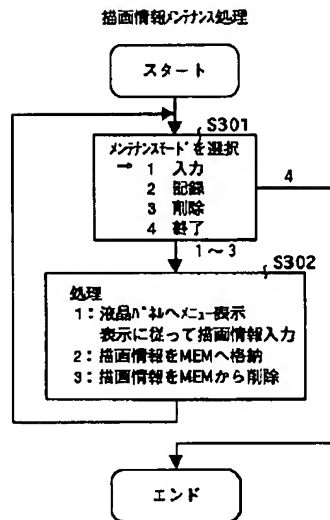 描画情報メンテナンス処理
スタート
S301
メンテナンスモードを選択
→ 1 入力
2 記録
3 削除
4 終了
4
1～3
S302
処理
1：液晶パネルへメニュー表示
表示に従って描画情報入力
2：描画情報をMEMへ格納
3：描画情報をMEMから削除
エンド